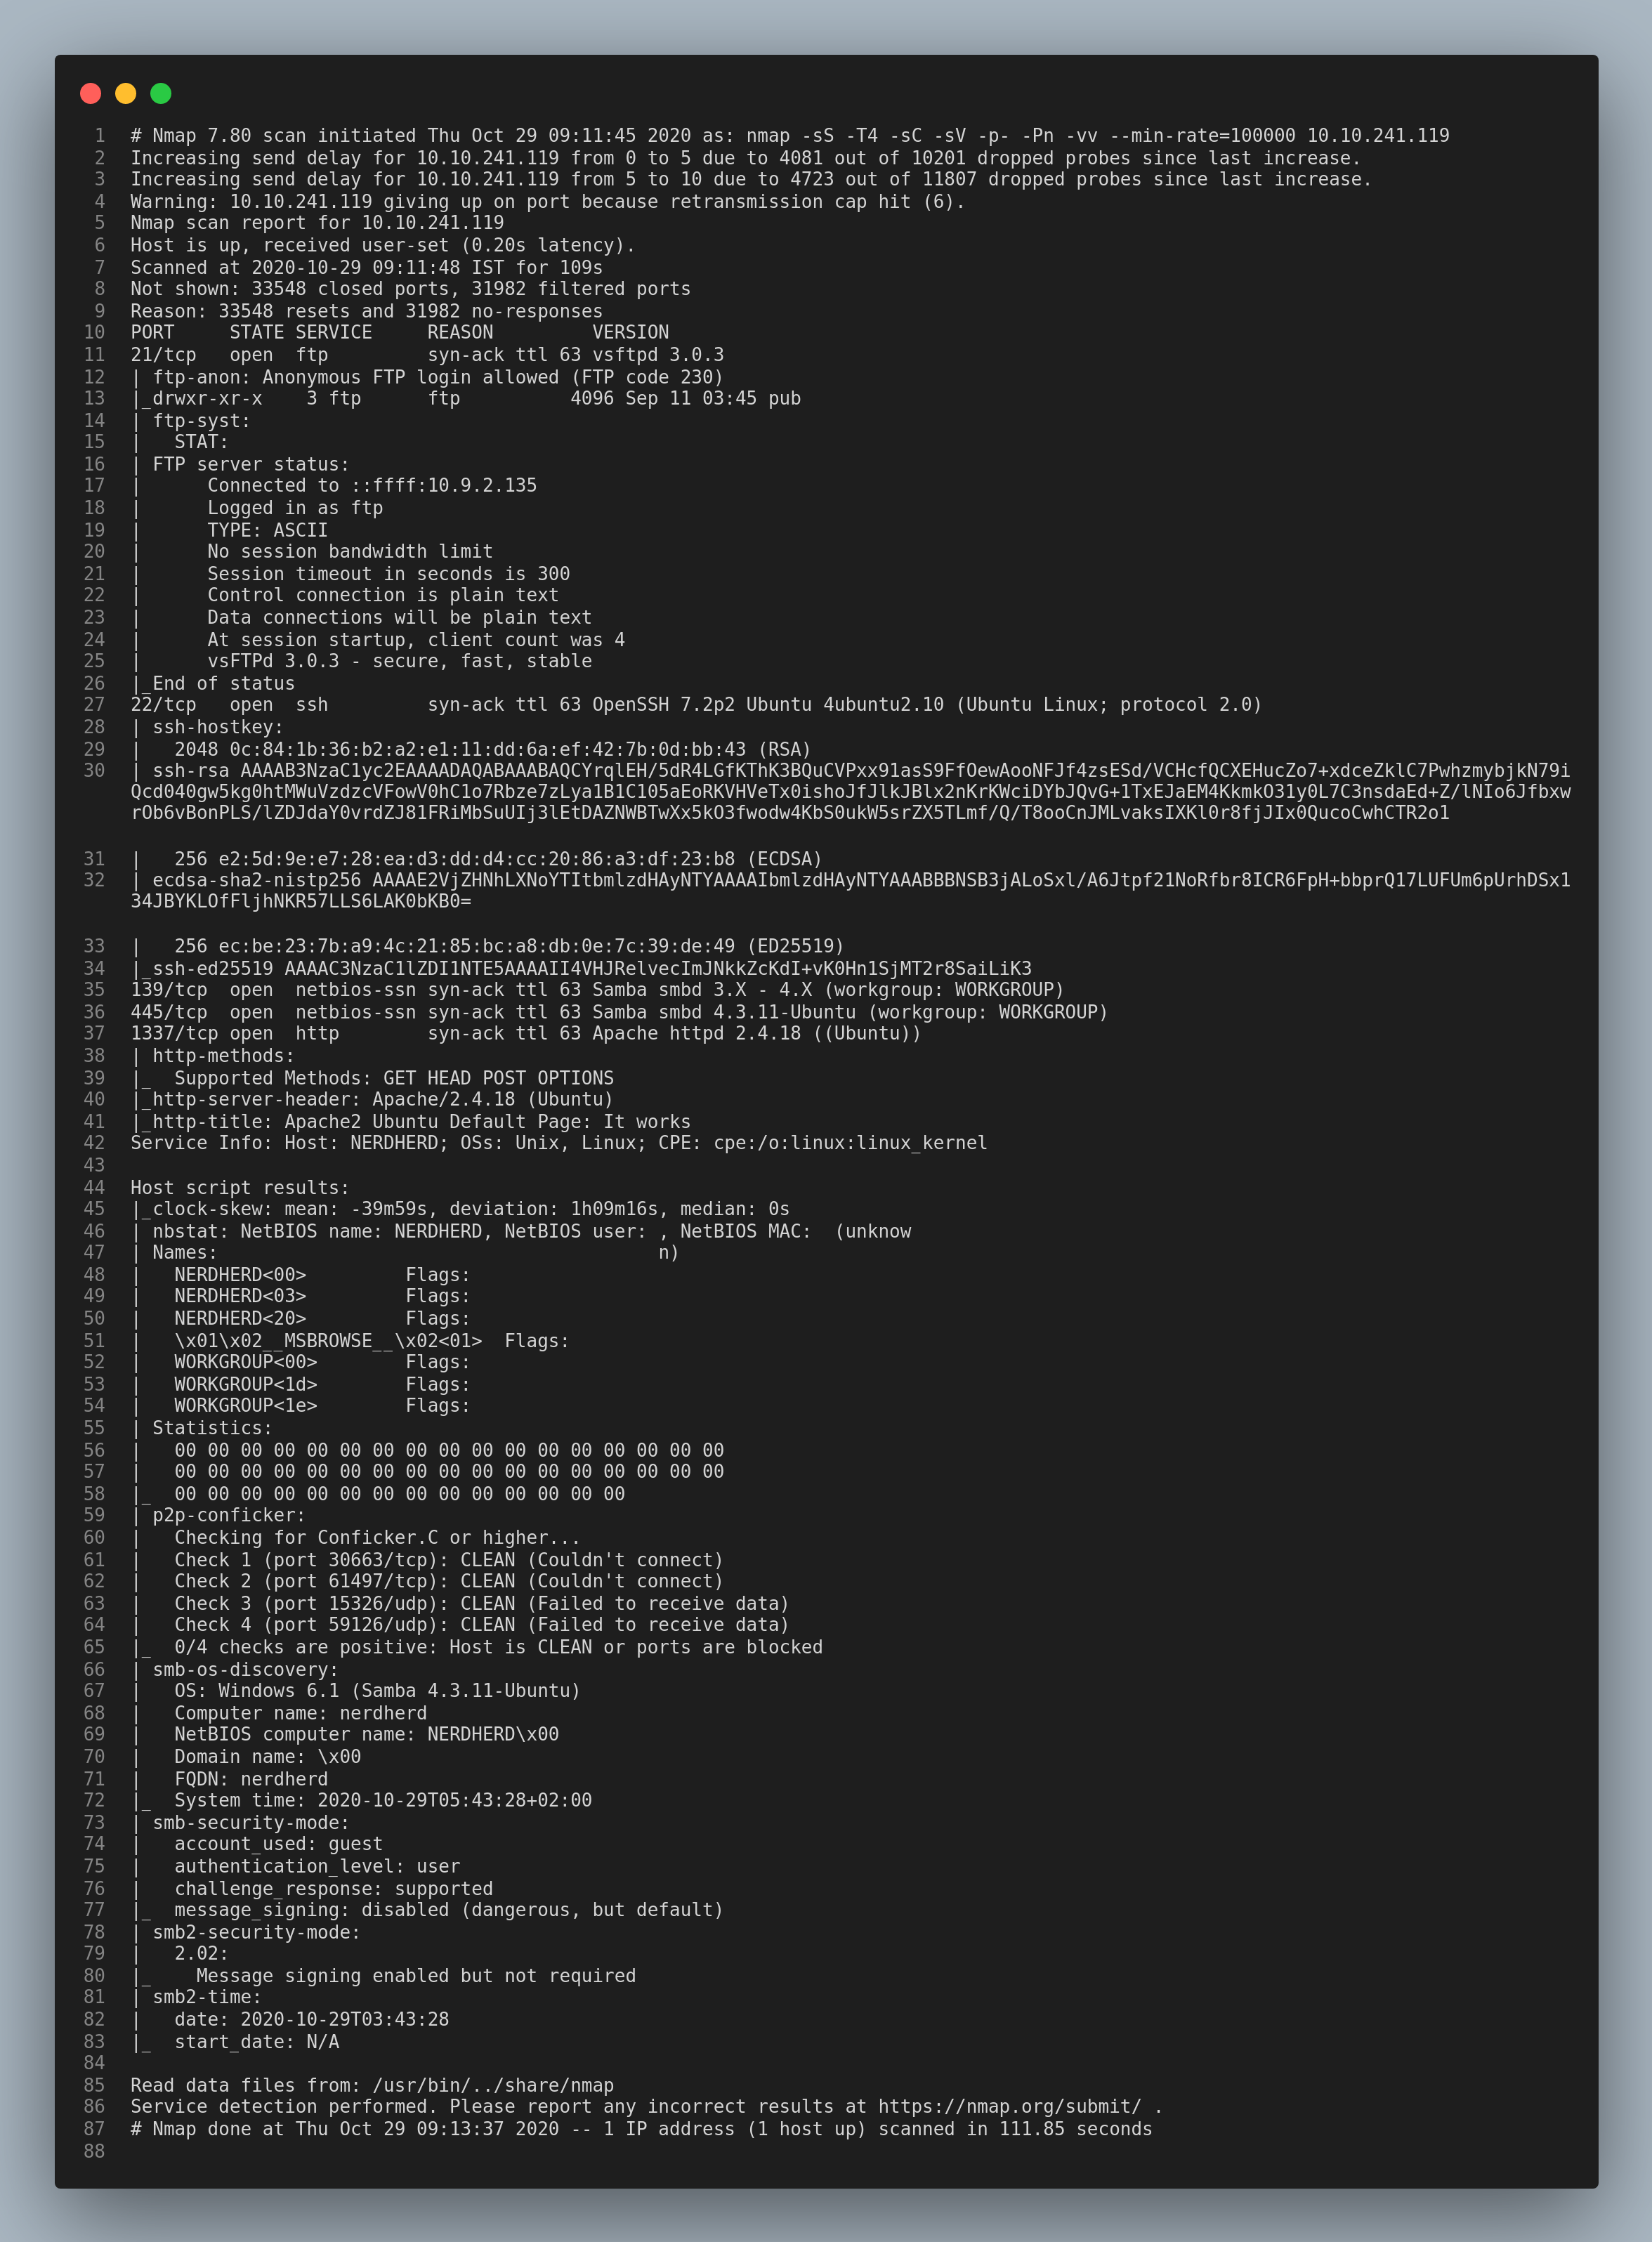 1 # Nmap 7.80 scan initiated Thu Oct 29 09:11:45 2020 as: nmap -sS -T4 -sC -sV -p- -Pn -vv --min-rate=100000 10.10.241.119
2 Increasing send delay for 10.10.241.119 from 0 to 5 due to 4081 out of 10201 dropped probes since last increase.
3 Increasing send delay for 10.10.241.119 from 5 to 10 due to 4723 out of 11807 dropped probes since last increase.
4 Warning: 10.10.241.119 giving up on port because retransmission cap hit (6).
5 Nmap scan report for 10.10.241.119
6 Host is up, received user-set (0.20s latency).
7 Scanned at 2020-10-29 09:11:48 IST for 109s
8 Not shown: 33548 closed ports, 31982 filtered ports
9 Reason: 33548 resets and 31982 no-responses
10 PORT     STATE SERVICE     REASON         VERSION
11 21/tcp   open  ftp         syn-ack ttl 63 vsftpd 3.0.3
12 | ftp-anon: Anonymous FTP login allowed (FTP code 230)
13 |_drwxr-xr-x    3 ftp      ftp          4096 Sep 11 03:45 pub
14 | ftp-syst:
15 |   STAT:
16 | FTP server status:
17 |      Connected to ::ffff:10.9.2.135
18 |      Logged in as ftp
19 |      TYPE: ASCII
20 |      No session bandwidth limit
21 |      Session timeout in seconds is 300
22 |      Control connection is plain text
23 |      Data connections will be plain text
24 |      At session startup, client count was 4
25 |      vsFTPd 3.0.3 - secure, fast, stable
26 |_End of status
27 22/tcp   open  ssh         syn-ack ttl 63 OpenSSH 7.2p2 Ubuntu 4ubuntu2.10 (Ubuntu Linux; protocol 2.0)
28 | ssh-hostkey:
29 |   2048 0c:84:1b:36:b2:a2:e1:11:dd:6a:ef:42:7b:0d:bb:43 (RSA)
30 | ssh-rsa AAAAB3NzaC1yc2EAAAADAQABAAABAQCYrqlEH/5dR4LGfKThK3BQuCVPxx91asS9FfOewAooNFJf4zsESd/VCHcfQCXEHucZo7+xdceZklC7PwhzmybjkN79i
Qcd040gw5kg0htMWuVzdzcVFowV0hC1o7Rbze7zLya1B1C105aEoRKVHVeTx0ishoJfJlkJBlx2nKrKWciDYbJQvG+1TxEJaEM4KkmkO31y0L7C3nsdaEd+Z/lNIo6Jfbxw
rOb6vBonPLS/lZDJdaY0vrdZJ81FRiMbSuUIj3lEtDAZNWBTwXx5kO3fwodw4KbS0ukW5srZX5TLmf/Q/T8ooCnJMLvaksIXKl0r8fjJIx0QucoCwhCTR2o1
31 |   256 e2:5d:9e:e7:28:ea:d3:dd:d4:cc:20:86:a3:df:23:b8 (ECDSA)
32 | ecdsa-sha2-nistp256 AAAAE2VjZHNhLXNoYTItbmlzdHAyNTYAAAAIbmlzdHAyNTYAAABBBNSB3jALoSxl/A6Jtpf21NoRfbr8ICR6FpH+bbprQ17LUFUm6pUrhDSx1
34JBYKLOfFljhNKR57LLS6LAK0bKB0=
33 |   256 ec:be:23:7b:a9:4c:21:85:bc:a8:db:0e:7c:39:de:49 (ED25519)
34 |_ssh-ed25519 AAAAC3NzaC1lZDI1NTE5AAAAII4VHJRelvecImJNkkZcKdI+vK0Hn1SjMT2r8SaiLiK3
35 139/tcp  open  netbios-ssn syn-ack ttl 63 Samba smbd 3.X - 4.X (workgroup: WORKGROUP)
36 445/tcp  open  netbios-ssn syn-ack ttl 63 Samba smbd 4.3.11-Ubuntu (workgroup: WORKGROUP)
37 1337/tcp open  http        syn-ack ttl 63 Apache httpd 2.4.18 ((Ubuntu))
38 | http-methods:
39 |_  Supported Methods: GET HEAD POST OPTIONS
40 |_http-server-header: Apache/2.4.18 (Ubuntu)
41 |_http-title: Apache2 Ubuntu Default Page: It works
42 Service Info: Host: NERDHERD; OSs: Unix, Linux; CPE: cpe:/o:linux:linux_kernel
43
44 Host script results:
45 |_clock-skew: mean: -39m59s, deviation: 1h09m16s, median: 0s
46 | nbstat: NetBIOS name: NERDHERD, NetBIOS user: , NetBIOS MAC:  (unknow
47 | Names:                                        n)
48 |   NERDHERD<00>         Flags:
49 |   NERDHERD<03>         Flags:
50 |   NERDHERD<20>         Flags:
51 |   \x01\x02__MSBROWSE__\x02<01>  Flags:
52 |   WORKGROUP<00>        Flags:
53 |   WORKGROUP<1d>        Flags:
54 |   WORKGROUP<1e>        Flags:
55 | Statistics:
56 |   00 00 00 00 00 00 00 00 00 00 00 00 00 00 00 00 00
57 |   00 00 00 00 00 00 00 00 00 00 00 00 00 00 00 00 00
58 |_  00 00 00 00 00 00 00 00 00 00 00 00 00 00
59 | p2p-conficker:
60 |   Checking for Conficker.C or higher...
61 |   Check 1 (port 30663/tcp): CLEAN (Couldn't connect)
62 |   Check 2 (port 61497/tcp): CLEAN (Couldn't connect)
63 |   Check 3 (port 15326/udp): CLEAN (Failed to receive data)
64 |   Check 4 (port 59126/udp): CLEAN (Failed to receive data)
65 |_  0/4 checks are positive: Host is CLEAN or ports are blocked
66 | smb-os-discovery:
67 |   OS: Windows 6.1 (Samba 4.3.11-Ubuntu)
68 |   Computer name: nerdherd
69 |   NetBIOS computer name: NERDHERD\x00
70 |   Domain name: \x00
71 |   FQDN: nerdherd
72 |_  System time: 2020-10-29T05:43:28+02:00
73 | smb-security-mode:
74 |   account_used: guest
75 |   authentication_level: user
76 |   challenge_response: supported
77 |_  message_signing: disabled (dangerous, but default)
78 | smb2-security-mode:
79 |   2.02:
80 |_    Message signing enabled but not required
81 | smb2-time:
82 |   date: 2020-10-29T03:43:28
83 |_  start_date: N/A
84
85 Read data files from: /usr/bin/../share/nmap
86 Service detection performed. Please report any incorrect results at https://nmap.org/submit/ .
87 # Nmap done at Thu Oct 29 09:13:37 2020 -- 1 IP address (1 host up) scanned in 111.85 seconds
88